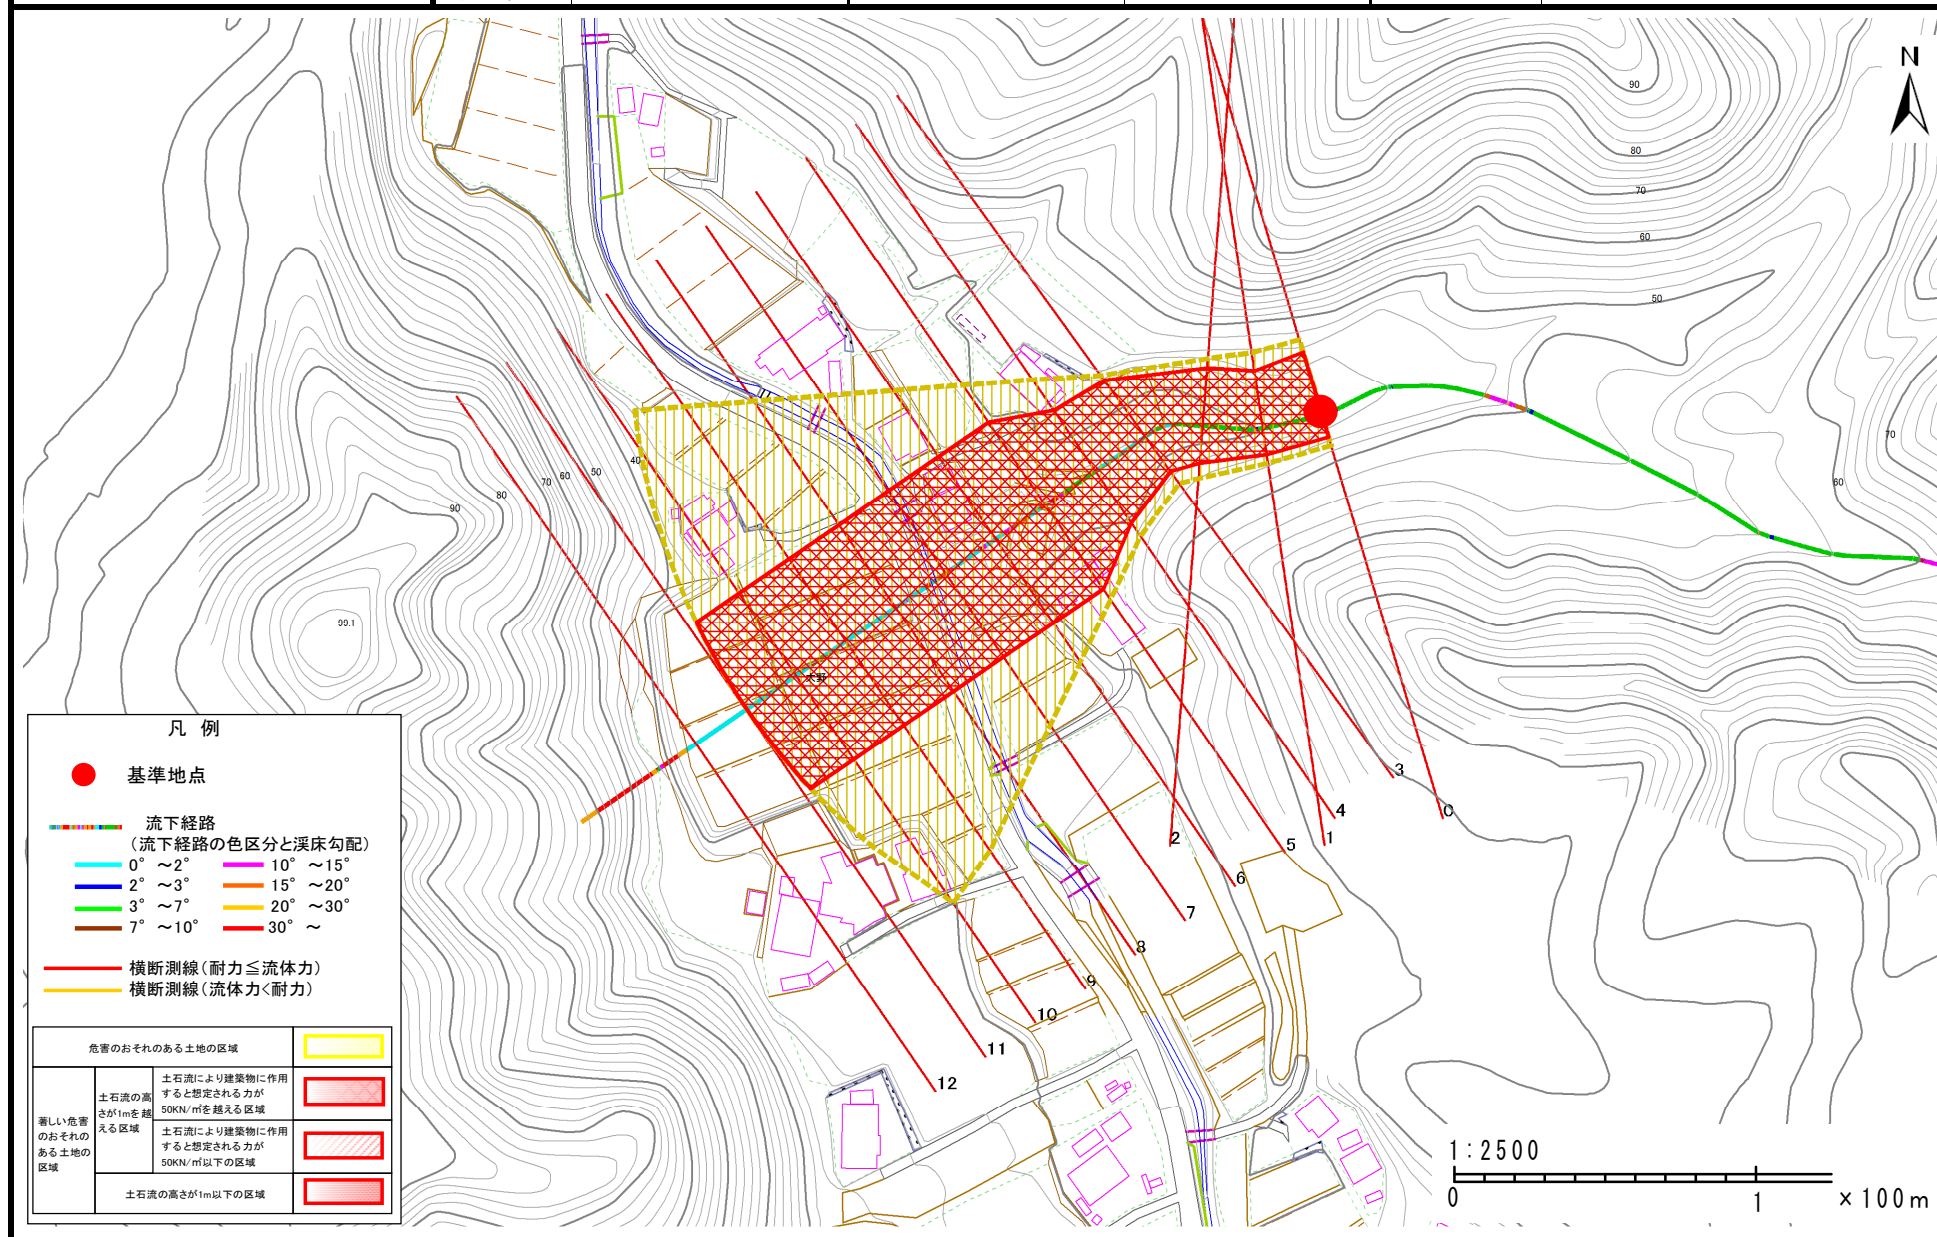 N
90
80
70
60
50
70
60
40
50
60
70
80
90
99.1
大野
3
4
0
1
2
5
6
7
8
9
10
11
12
凡 例
基準地点
流下経路
(流下経路の色区分と渓床勾配)
0° ～2°
10° ～15°
2° ～3°
15° ～20°
3° ～7°
20° ～30°
7° ～10°
30° ～
横断測線(耐力≦流体力)
横断測線(流体力<耐力)
危害のおそれのある土地の区域
著しい危害
のおそれの
ある土地の
区域
土石流の高
さが1mを越
える区域
土石流により建築物に作用
すると想定される力が
50KN/㎡を越える区域
土石流により建築物に作用
すると想定される力が
50KN/㎡以下の区域
土石流の高さが1m以下の区域
1:2500
0
1
×100m